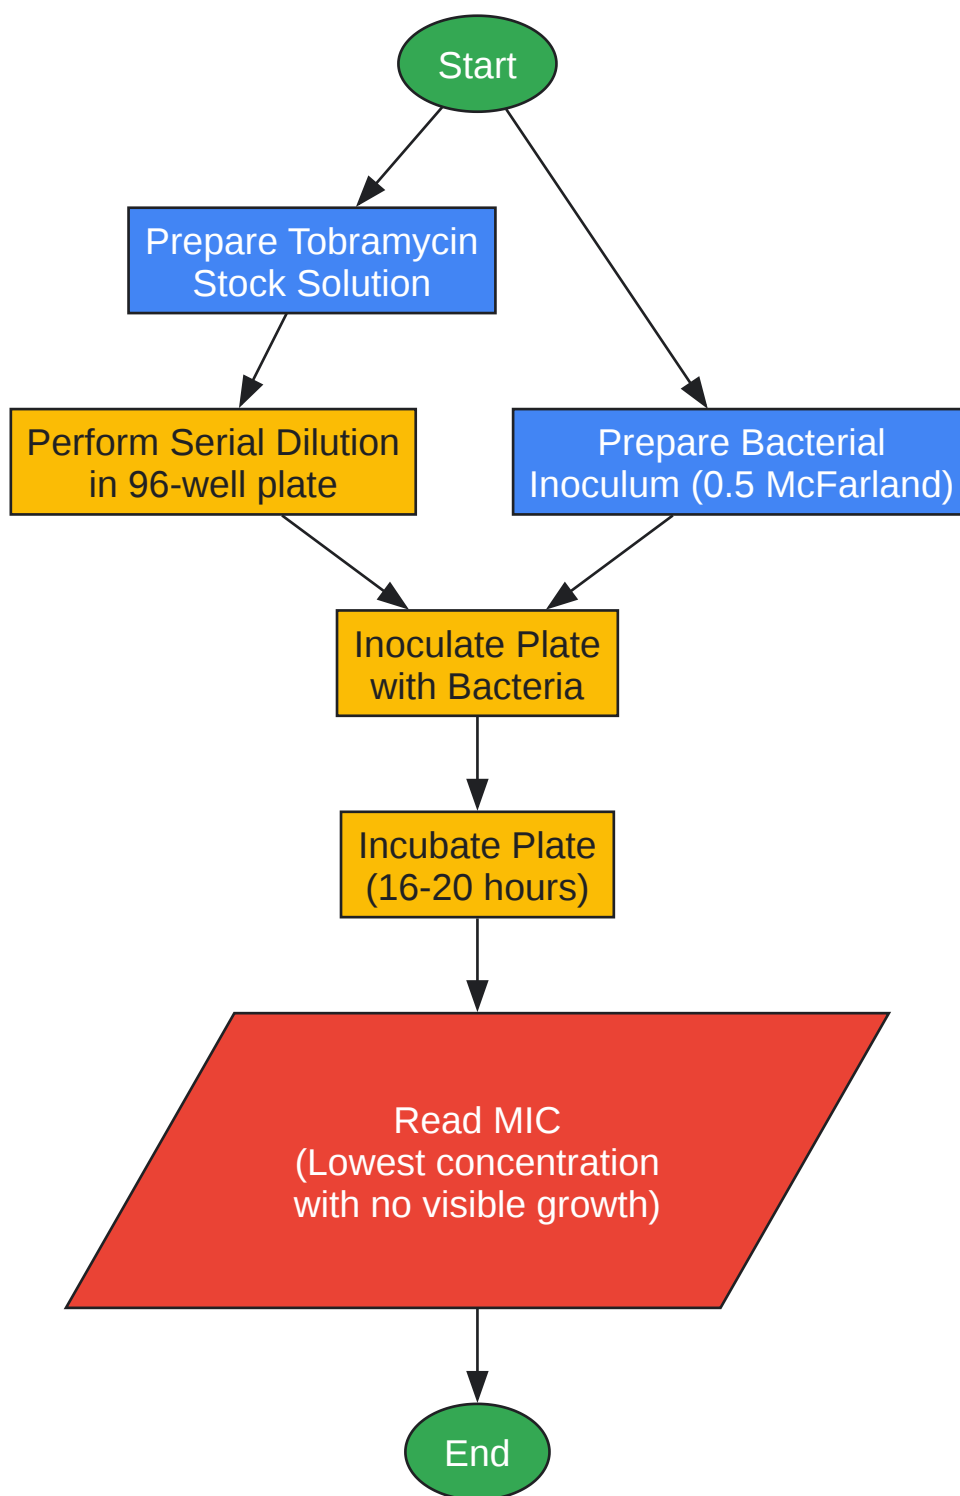 Start
Prepare Tobramycin
Stock Solution
Perform Serial Dilution
in 96-well plate
Prepare Bacterial
Inoculum (0.5 McFarland)
Inoculate Plate
with Bacteria
Incubate Plate
(16-20 hours)
Read MIC
(Lowest concentration
with no visible growth)
End